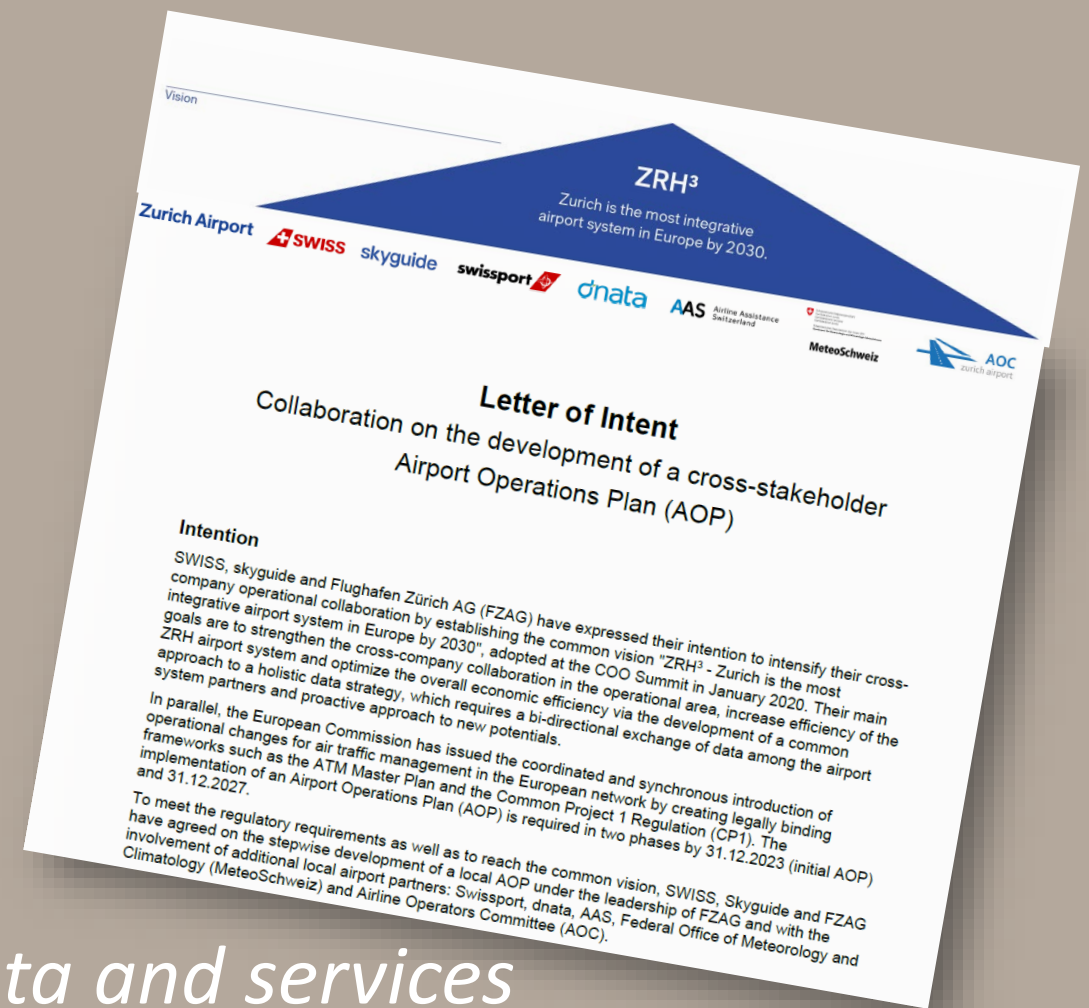 Vision
ZRH³
Zurich is the most integrative
airport system in Europe by 2030.
Zurich Airport SWISS skyguide swissport dnata AAS Airline Assistance Switzerland MeteoSchweiz AOC zurich airport
Letter of Intent
Collaboration on the development of a cross-stakeholder
Airport Operations Plan (AOP)
Intention
SWISS, skyguide and Flughafen Zürich AG (FZAG) have expressed their intention to intensify their cross-
company operational collaboration by establishing the common vision "ZRH³ - Zurich is the most
integrative airport system in Europe by 2030", adopted at the COO Summit in January 2020. Their main
goals are to strengthen the cross-company collaboration in the operational area, increase efficiency of the
ZRH airport system and optimize the overall economic efficiency via the development of a common
approach to a holistic data strategy, which requires a bi-directional exchange of data among the airport
system partners and proactive approach to new potentials.
In parallel, the European Commission has issued the coordinated and synchronous introduction of
operational changes for air traffic management in the European network by creating legally binding
frameworks such as the ATM Master Plan and the Common Project 1 Regulation (CP1). The
implementation of an Airport Operations Plan (AOP) is required in two phases by 31.12.2023 (initial AOP)
and 31.12.2027.
To meet the regulatory requirements as well as to reach the common vision, SWISS, Skyguide and FZAG
have agreed on the stepwise development of a local AOP under the leadership of FZAG and with the
involvement of additional local airport partners: Swissport, dnata, AAS, Federal Office of Meteorology and
Climatology (MeteoSchweiz) and Airline Operators Committee (AOC).
ta and services